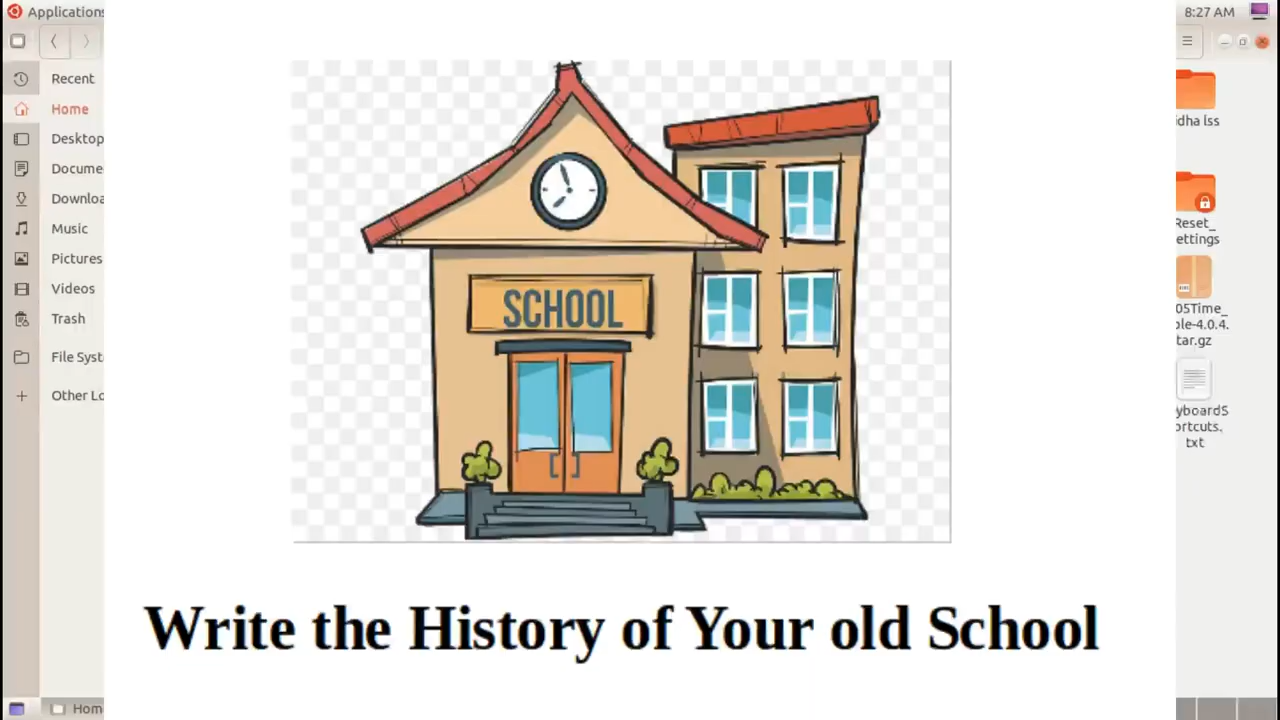 Applications
8:27 AM
Recent
Home
Desktop
Docume
Downloa
Music
Pictures
Videos
Trash
File Syst
Other Lo
idha lss
Reset_
ettings
05Time_
ble-4.0.4.
tar.gz
yboardS
ortcuts.
txt
SCHOOL
Write the History of Your old School
Hom